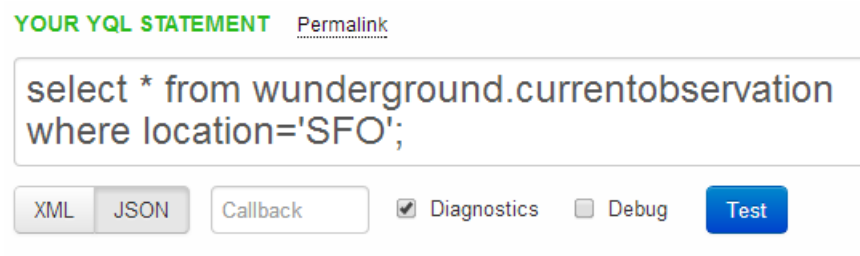 YOUR YQL STATEMENT Permalink
select * from wunderground.currentobservation
where location='SFO';
XML JSON Callback Diagnostics Debug Test